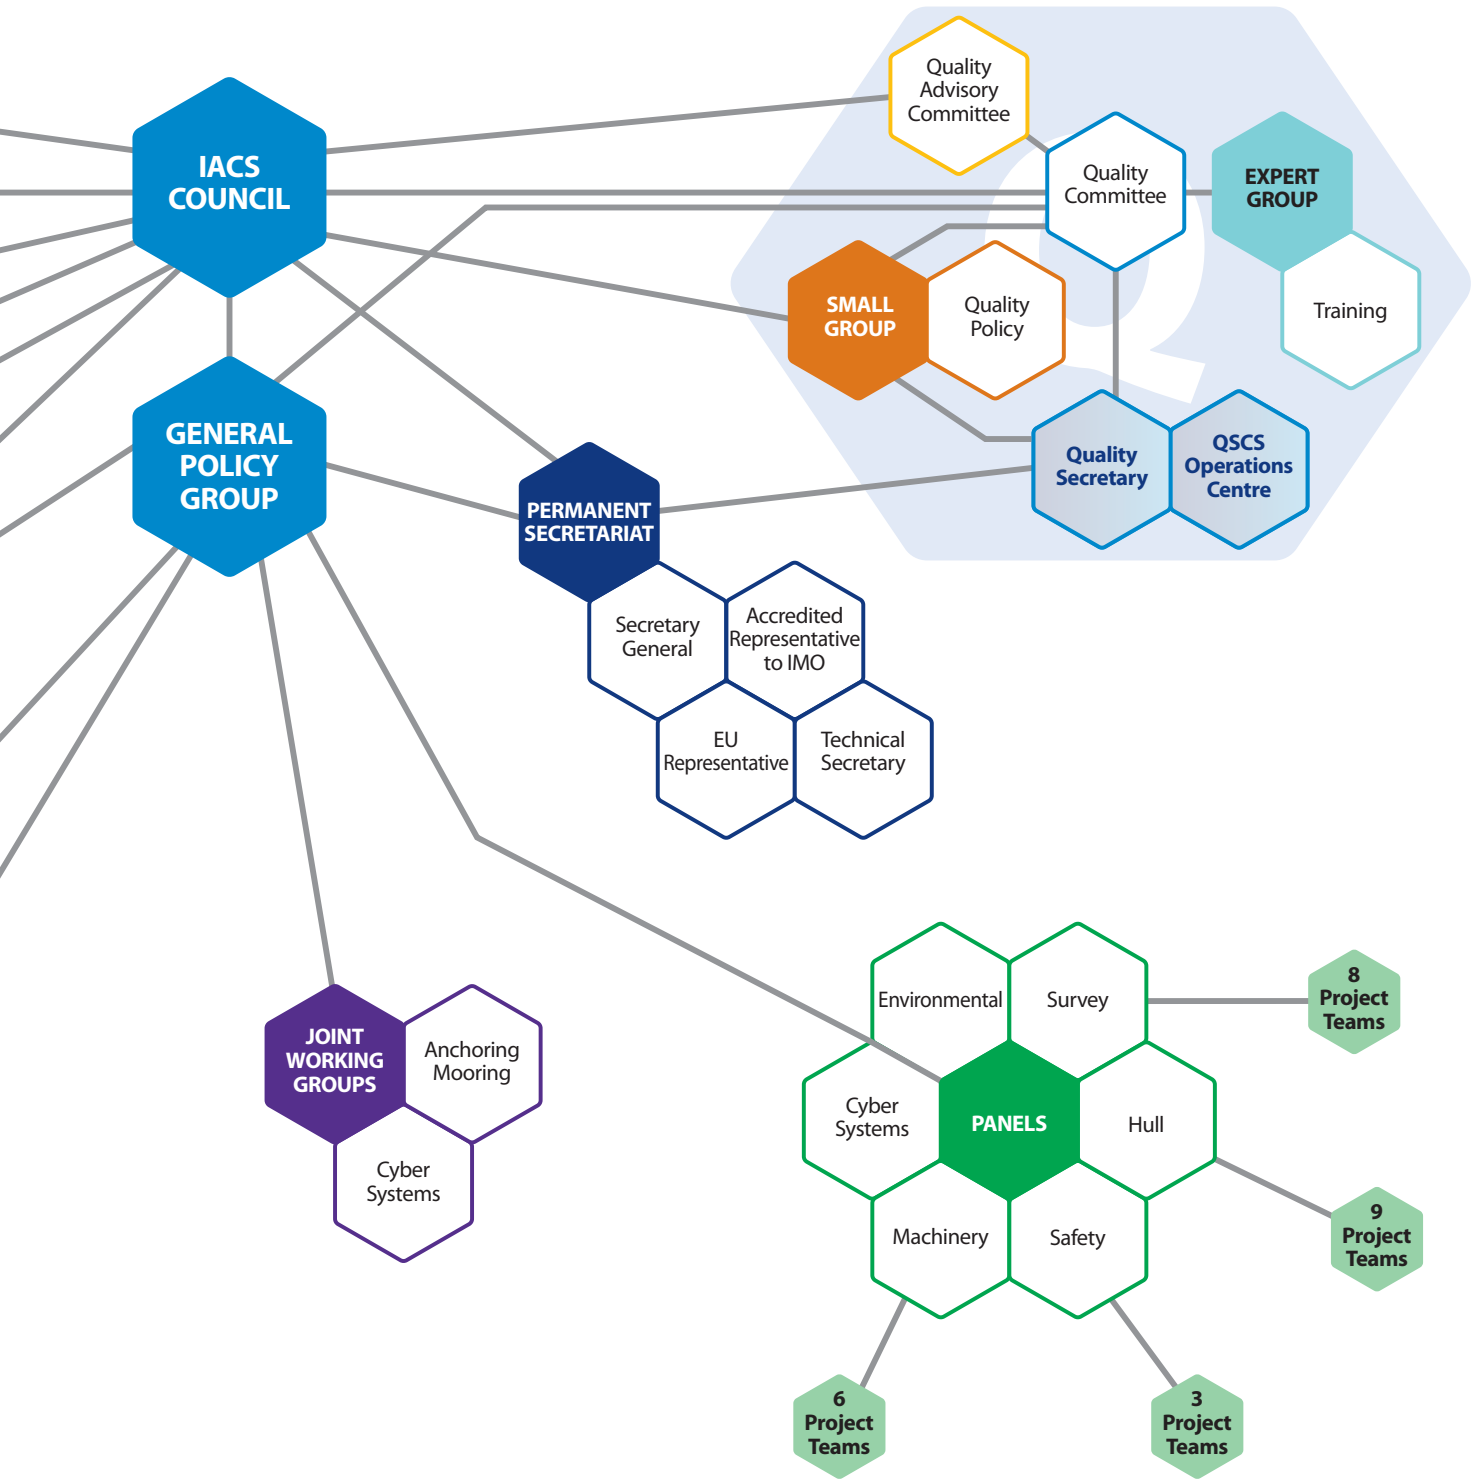 Quality
Advisory
Committee
IACS
COUNCIL
Quality
Committee
EXPERT
GROUP
Q
SMALL
GROUP
Quality
Policy
Training
GENERAL
POLICY
GROUP
Quality
Secretary
QSCS
Operations
Centre
PERMANENT
SECRETARIAT
Secretary
General
Accredited
Representative
to IMO
EU
Representative
Technical
Secretary
JOINT
WORKING
GROUPS
Anchoring
Mooring
Cyber
Systems
Environmental
Survey
8
Project
Teams
Cyber
Systems
PANELS
Hull
Machinery
Safety
9
Project
Teams
6
Project
Teams
3
Project
Teams